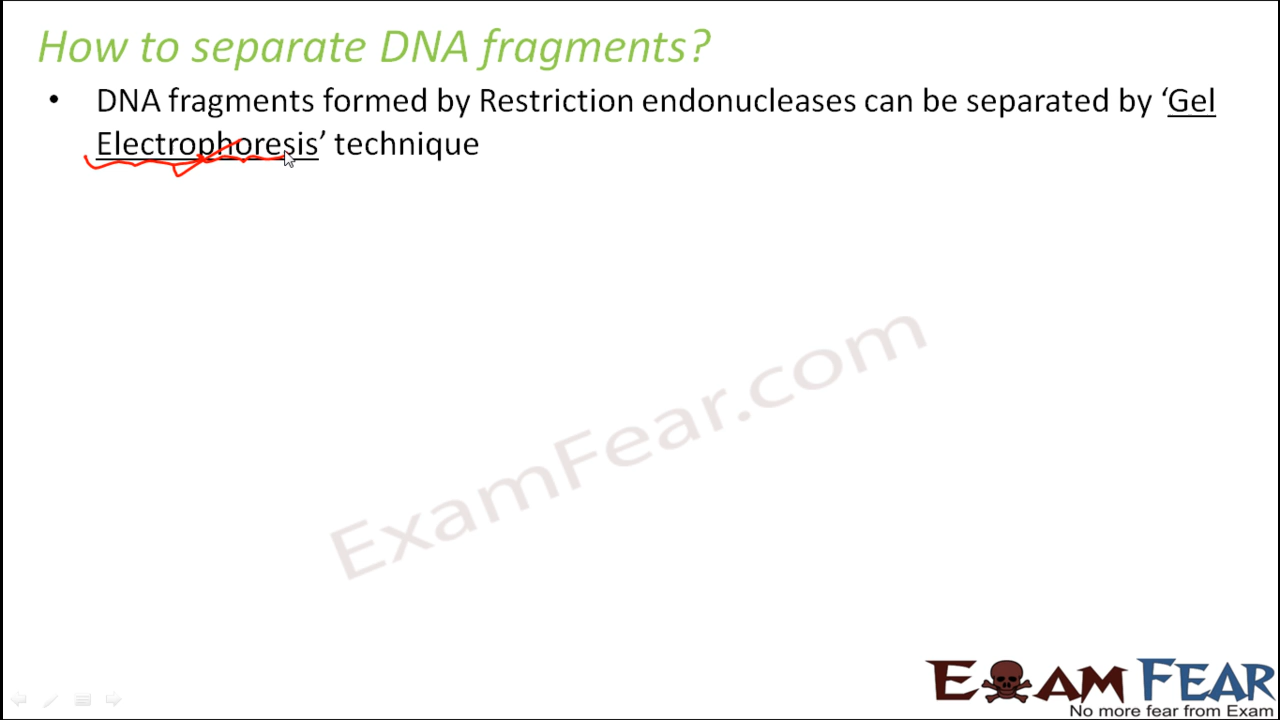 How to separate DNA fragments?
• DNA fragments formed by Restriction endonucleases can be separated by ‘Gel
Electrophoresis’ technique
ExamFear.com
EXAM FEAR
No more fear from Exam